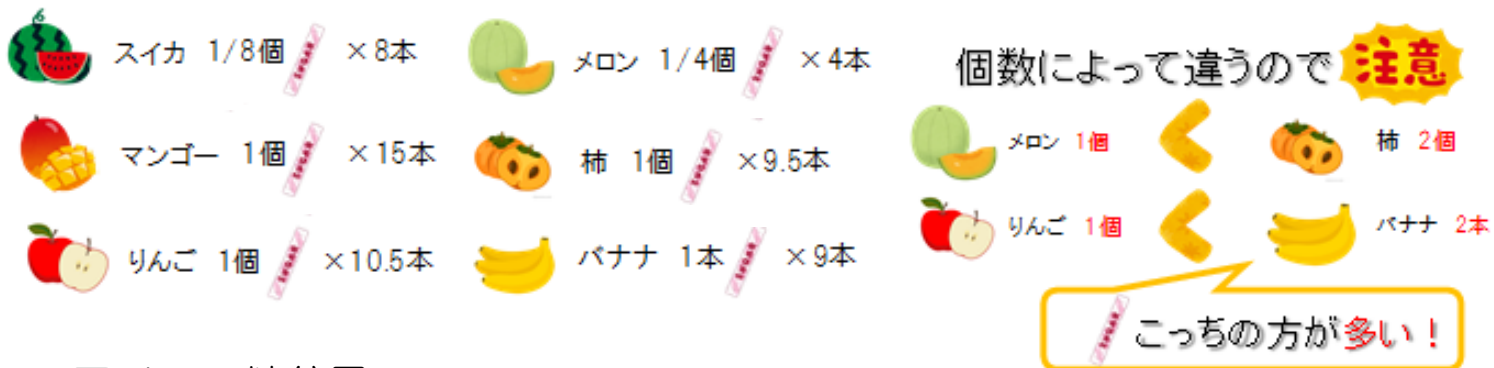 スイカ 1/8個 ×8本
メロン 1/4個 ×4本
マンゴー 1個 ×15本
柿 1個 ×9.5本
りんご 1個 ×10.5本
バナナ 1本 ×9本
個数によって違うので注意
メロン 1個 柿 2個
りんご 1個 バナナ 2本
こっちの方が多い！